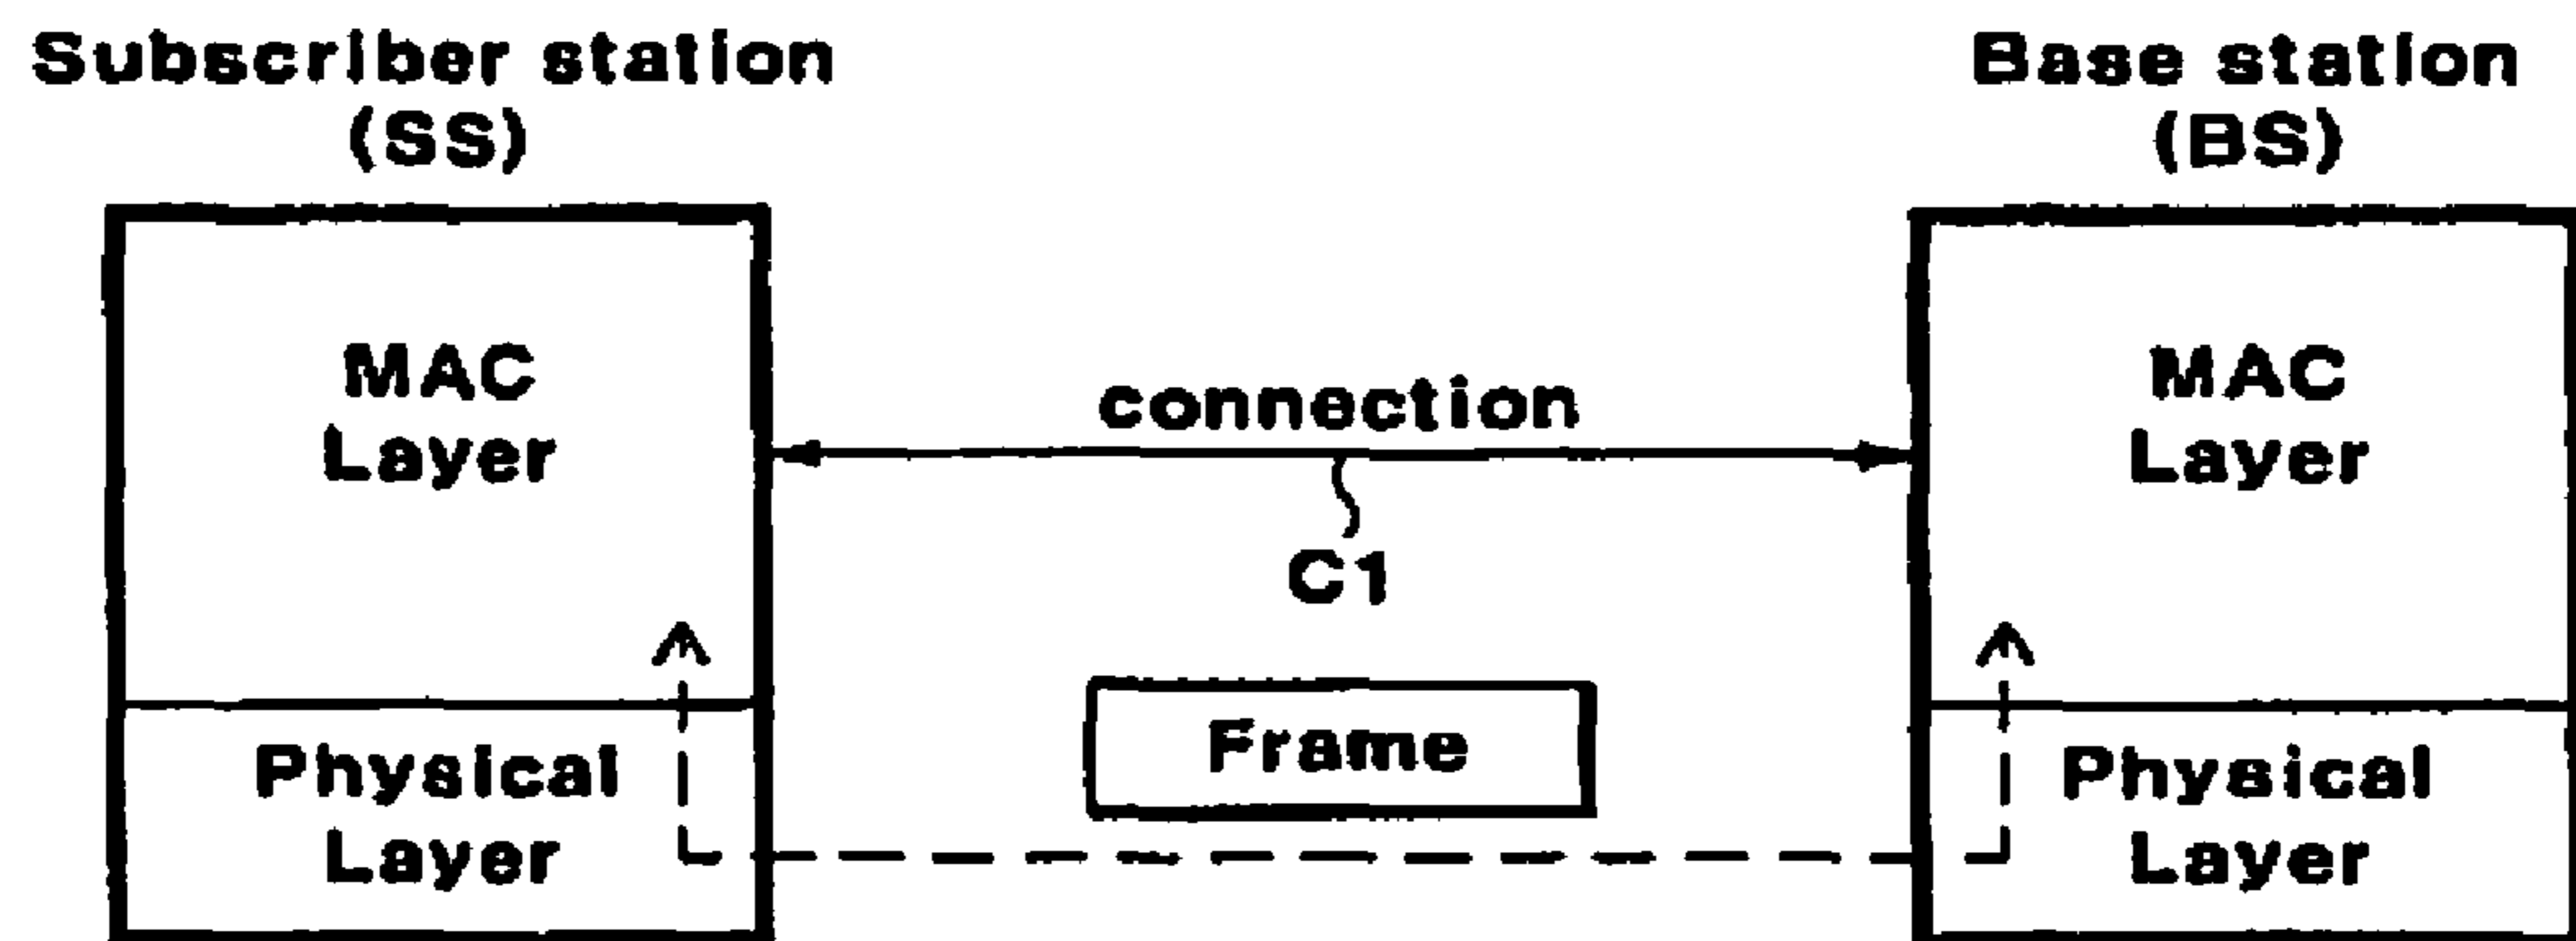 Subscriber station
(SS)
Base station
(BS)
MAC
Layer
connection
C1
MAC
Layer
Frame
Physical
Layer
Physical
Layer